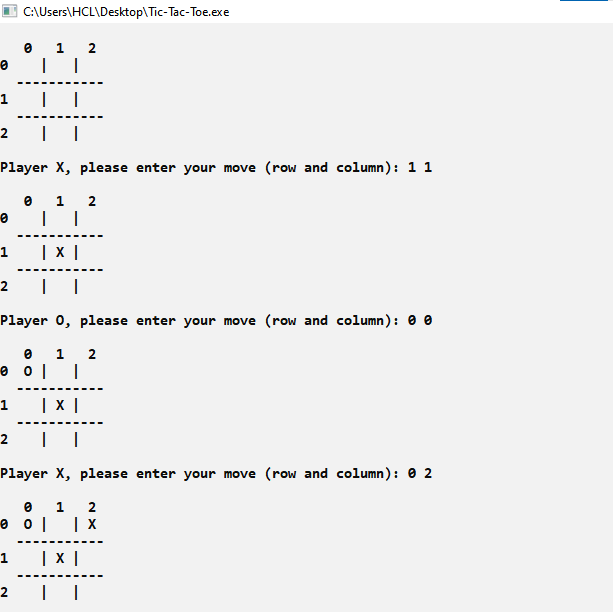 C:\Users\HCL\Desktop\Tic-Tac-Toe.exe
   0   1   2
0    |   |
  -----------
1    |   |
  -----------
2    |   |
Player X, please enter your move (row and column): 1 1
   0   1   2
0    |   |
  -----------
1    | X |
  -----------
2    |   |
Player O, please enter your move (row and column): 0 0
   0   1   2
0  O |   |
  -----------
1    | X |
  -----------
2    |   |
Player X, please enter your move (row and column): 0 2
   0   1   2
0  O |   | X
  -----------
1    | X |
  -----------
2    |   |